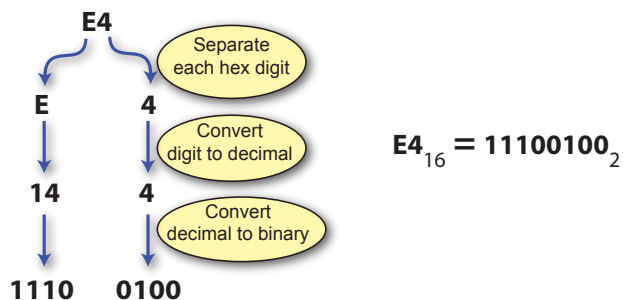 E4
Separate
each hex digit
E 4
Convert
digit to decimal
E4₁₆ = 11100100₂
14 4
Convert
decimal to binary
1110 0100